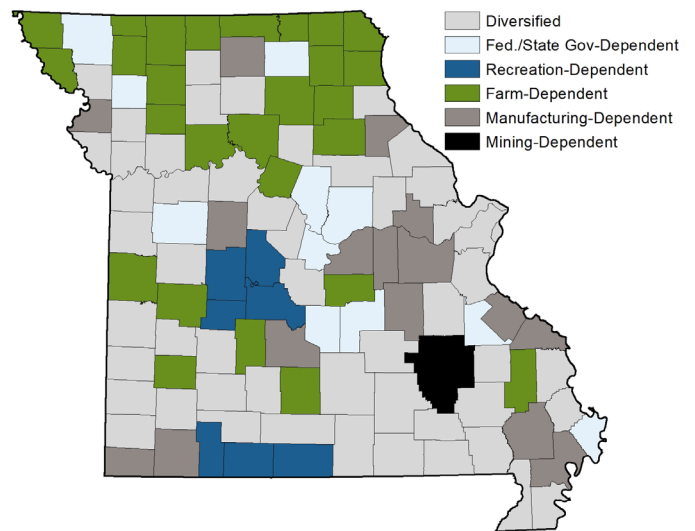 Diversified
Fed./State Gov-Dependent
Recreation-Dependent
Farm-Dependent
Manufacturing-Dependent
Mining-Dependent